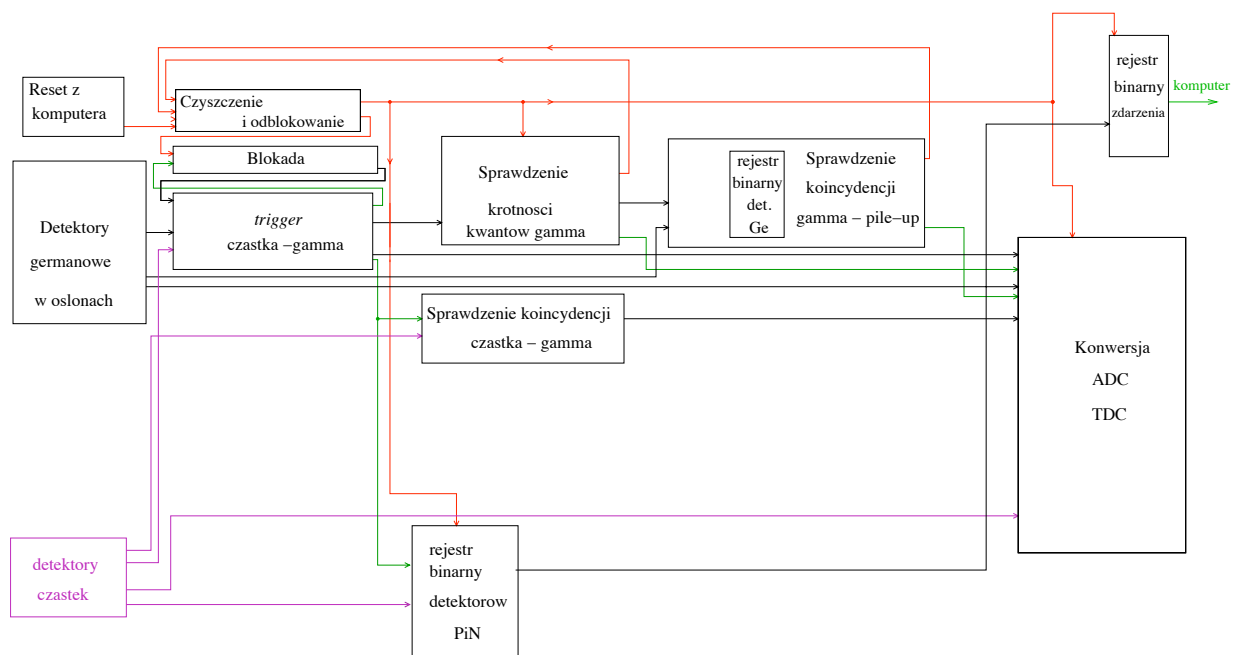 Reset z
komputera
Czyszczenie
i odblokowanie
Blokada
Detektory
germanowe
w oslonach
trigger
czastka –gamma
Sprawdzenie
krotnosci
kwantow gamma
rejestr
binarny
det.
Ge
Sprawdzenie
koincydencji
gamma – pile–up
rejestr
binarny
zdarzenia
komputer
Sprawdzenie koincydencji
czastka – gamma
Konwersja
ADC
TDC
detektory
czastek
rejestr
binarny
detektorow
PiN